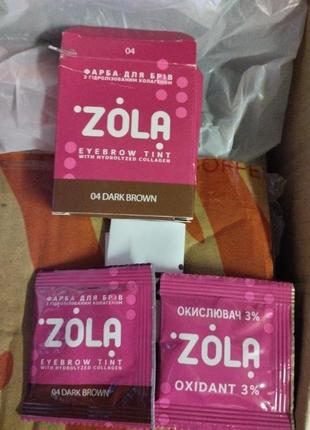 04
ФАРБА ДЛЯ БРІВ
З ГІДРОЛІЗОВАНИМ КОЛАГЕНОМ
ZOLA
EYEBROW TINT
WITH HYDROLYZED COLLAGEN
04 DARK BROWN
ФАРБА ДЛЯ БРІВ
З ГІДРОЛІЗОВАНИМ КОЛАГЕНОМ
ZOLA
EYEBROW TINT
WITH HYDROLYZED COLLAGEN
04 DARK BROWN
ОКИСЛЮВАЧ 3%
ZOLA
OXIDANT 3%